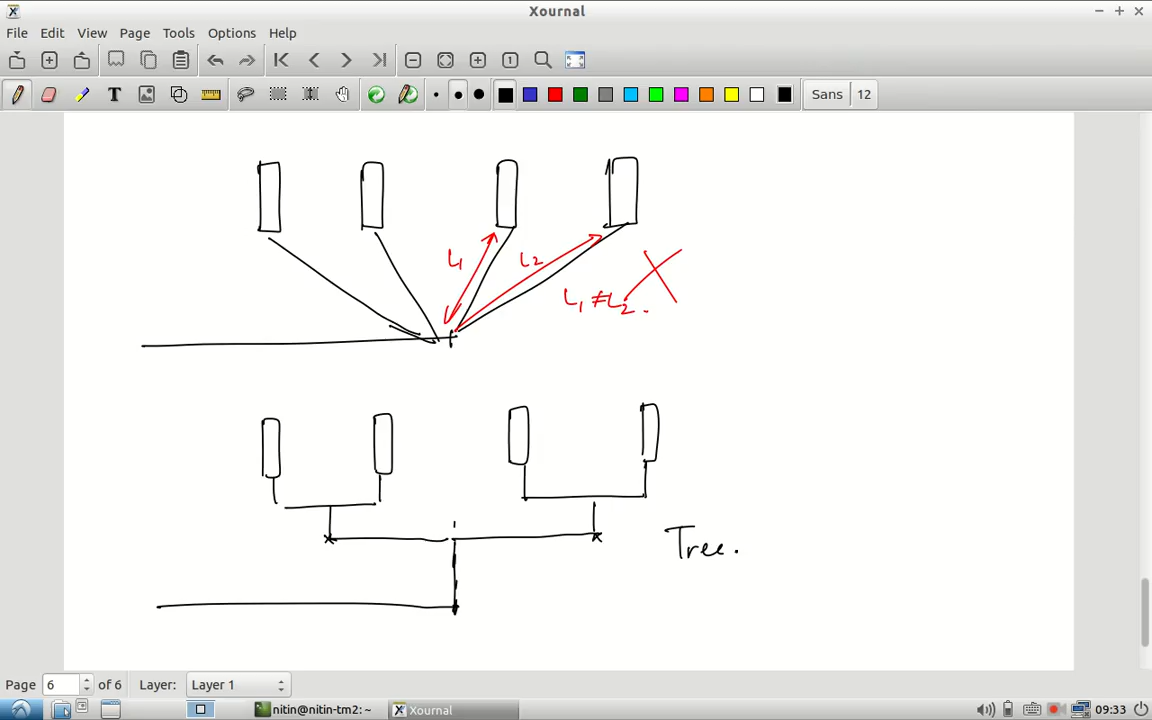 Xournal
File Edit View Page Tools Options Help
Sans 12
L1 L2
L1 ≠ L2.
Tree.
Page 6 of 6 Layer: Layer 1
nitin@nitin-tm2: ~ Xournal 09:33